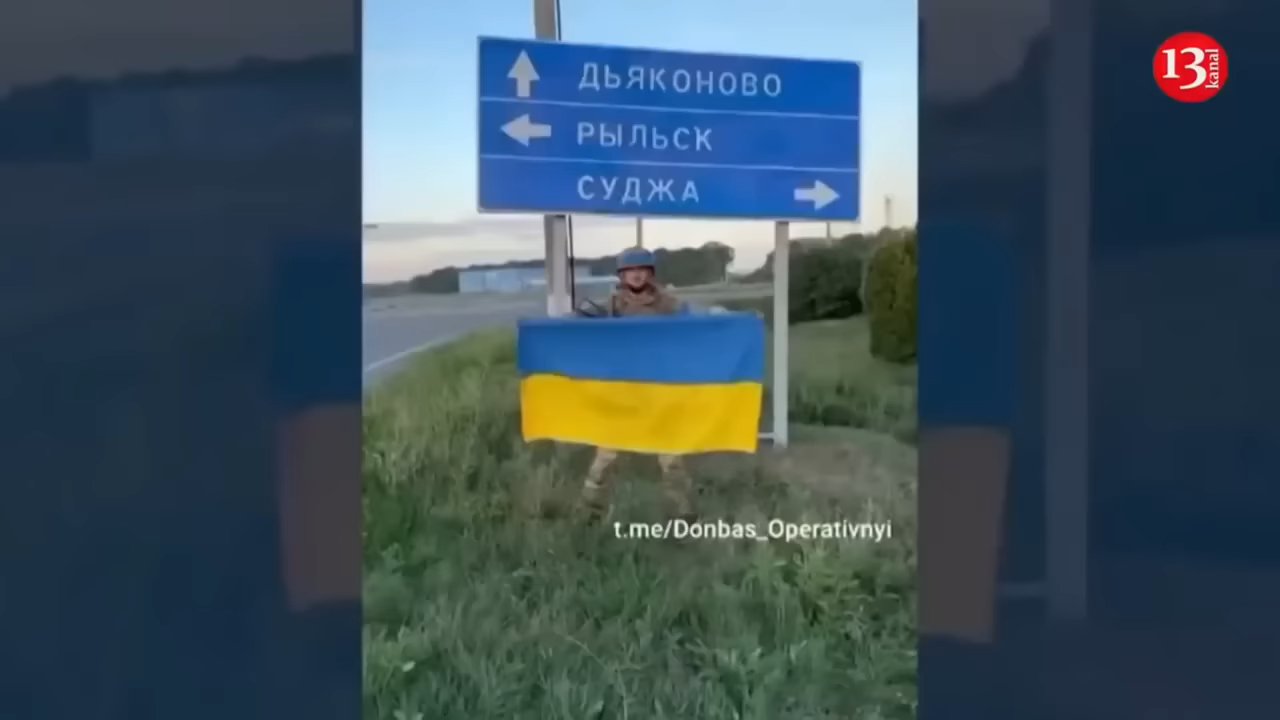 ДЬЯКОНОВО
РЫЛЬСК
СУДЖА
13 kanal
t.me/Donbas_Operativnyi